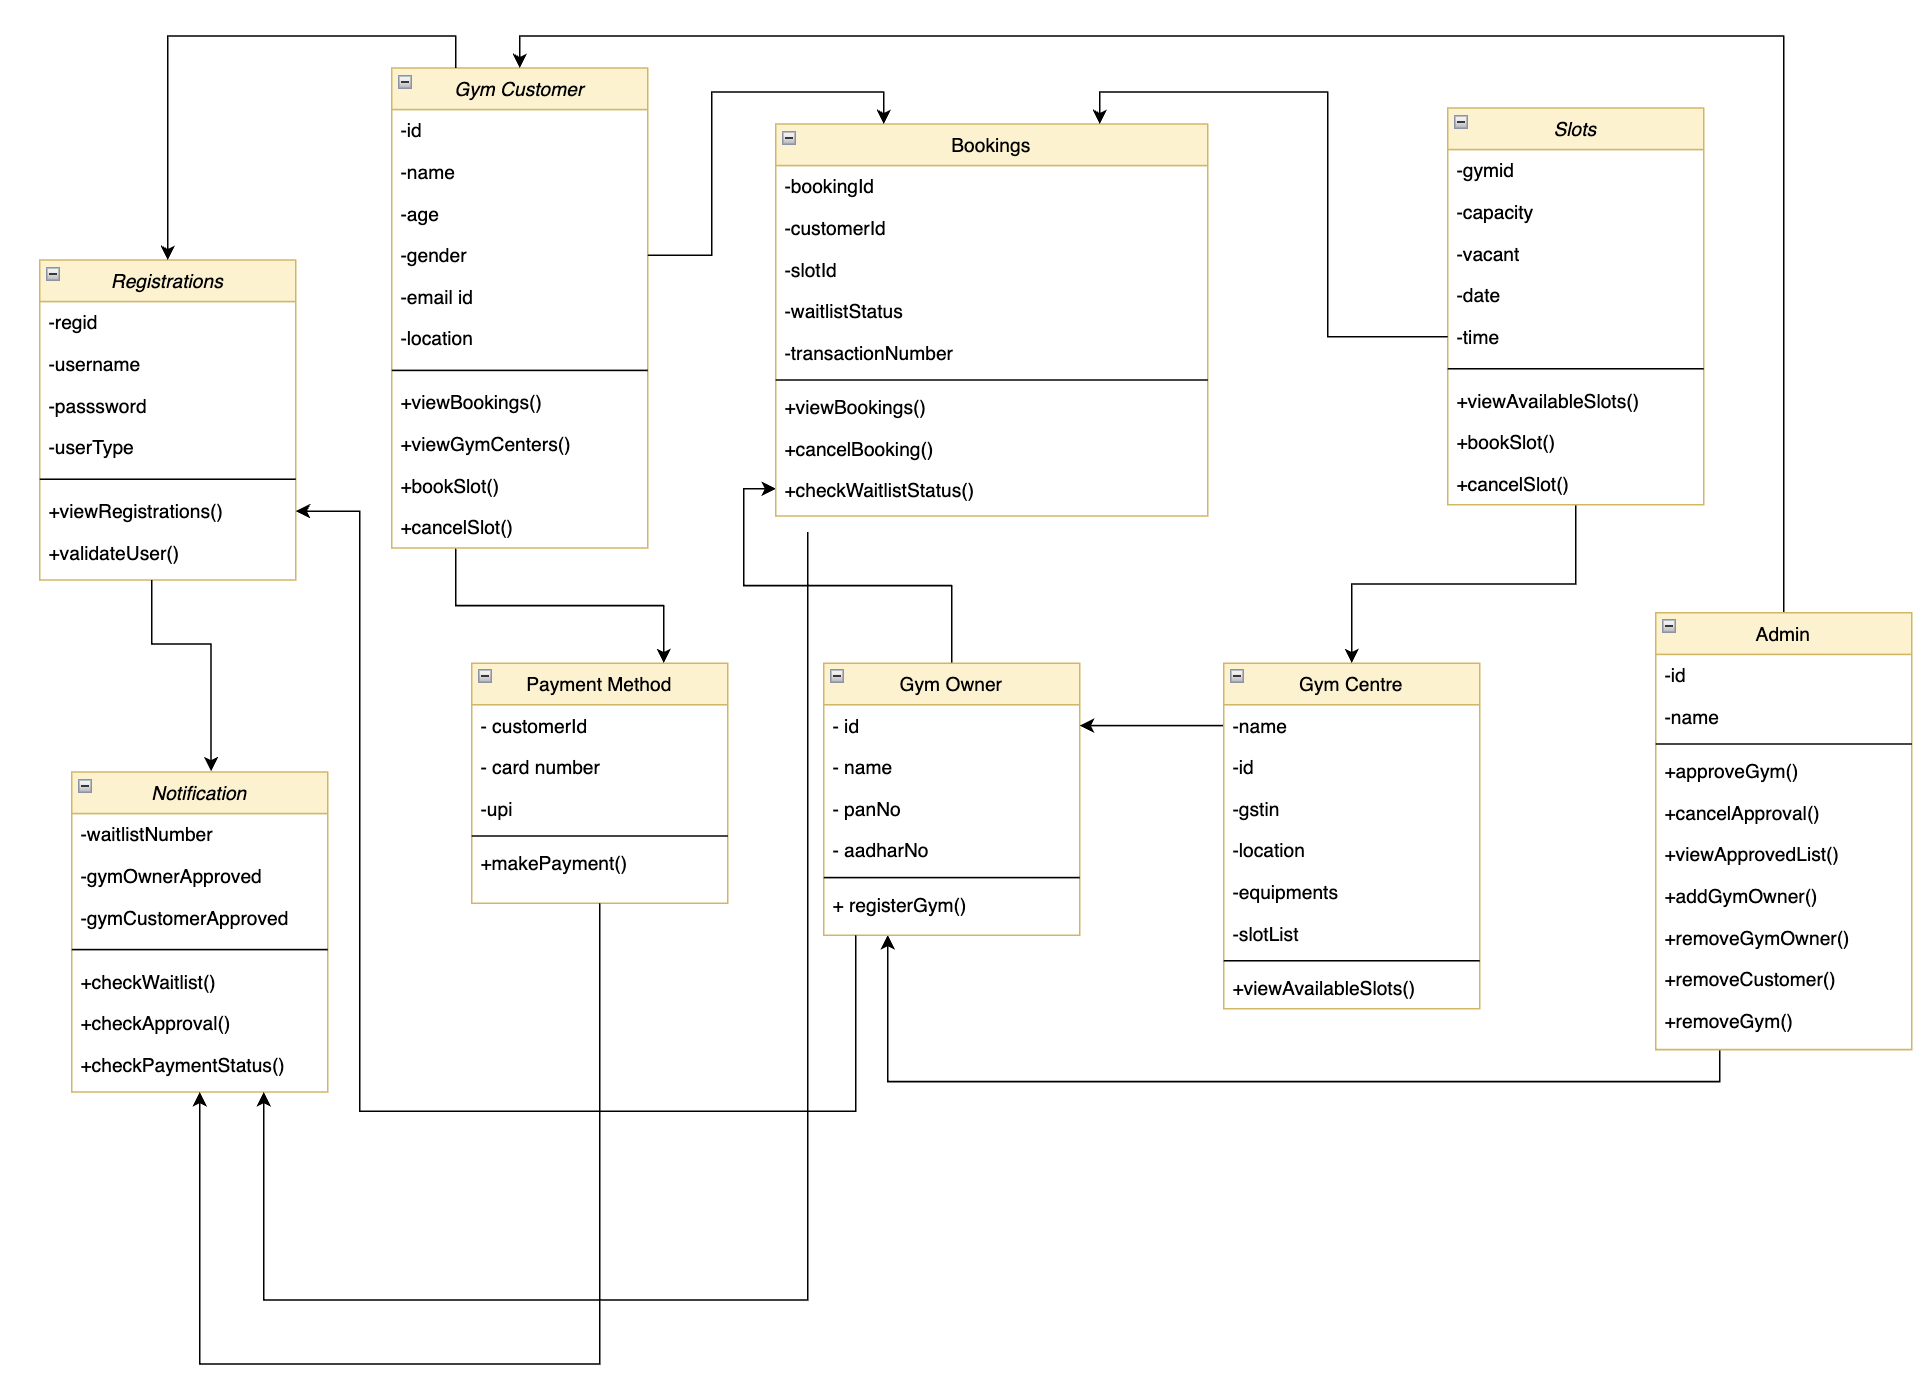 Gym Customer
-id
-name
-age
-gender
-email id
-location
+viewBookings()
+viewGymCenters()
+bookSlot()
+cancelSlot()
Bookings
-bookingId
-customerId
-slotId
-waitlistStatus
-transactionNumber
+viewBookings()
+cancelBooking()
+checkWaitlistStatus()
Slots
-gymid
-capacity
-vacant
-date
-time
+viewAvailableSlots()
+bookSlot()
+cancelSlot()
Registrations
-regid
-username
-passsword
-userType
+viewRegistrations()
+validateUser()
Payment Method
- customerId
- card number
-upi
+makePayment()
Gym Owner
- id
- name
- panNo
- aadharNo
+ registerGym()
Gym Centre
-name
-id
-gstin
-location
-equipments
-slotList
+viewAvailableSlots()
Admin
-id
-name
+approveGym()
+cancelApproval()
+viewApprovedList()
+addGymOwner()
+removeGymOwner()
+removeCustomer()
+removeGym()
Notification
-waitlistNumber
-gymOwnerApproved
-gymCustomerApproved
+checkWaitlist()
+checkApproval()
+checkPaymentStatus()